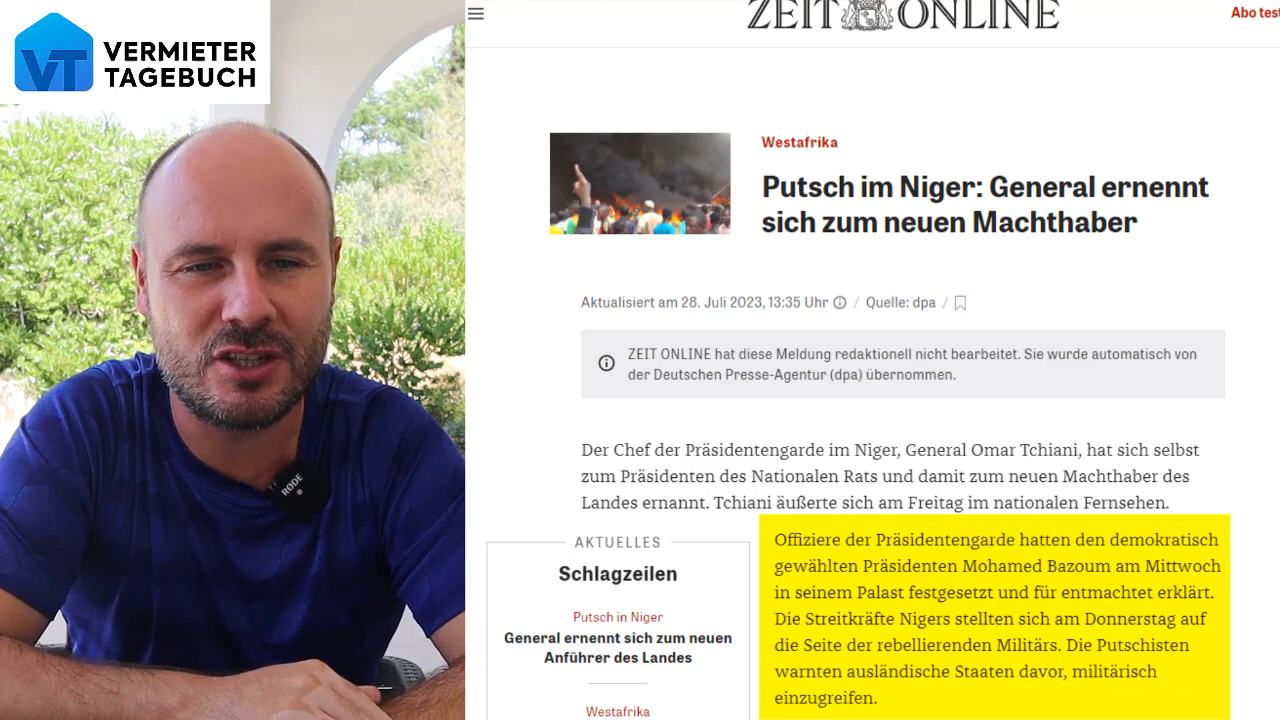 VERMIETER
TAGEBUCH
VT
ZEIT ONLINE
Westafrika
Putsch im Niger: General ernennt
sich zum neuen Machthaber
Aktualisiert am 28. Juli 2023, 13:35 Uhr / Quelle: dpa /
ZEIT ONLINE hat diese Meldung redaktionell nicht bearbeitet. Sie wurde automatisch von
der Deutschen Presse-Agentur (dpa) übernommen.
Der Chef der Präsidentengarde im Niger, General Omar Tchiani, hat sich selbst
zum Präsidenten des Nationalen Rats und damit zum neuen Machthaber des
Landes ernannt. Tchiani äußerte sich am Freitag im nationalen Fernsehen.
AKTUELLES
Schlagzeilen
Putsch in Niger
General ernennt sich zum neuen
Anführer des Landes
Westafrika
Offiziere der Präsidentengarde hatten den demokratisch
gewählten Präsidenten Mohamed Bazoum am Mittwoch
in seinem Palast festgesetzt und für entmachtet erklärt.
Die Streitkräfte Nigers stellten sich am Donnerstag auf
die Seite der rebellierenden Militärs. Die Putschisten
warnten ausländische Staaten davor, militärisch
einzugreifen.
Abo test
RØDE